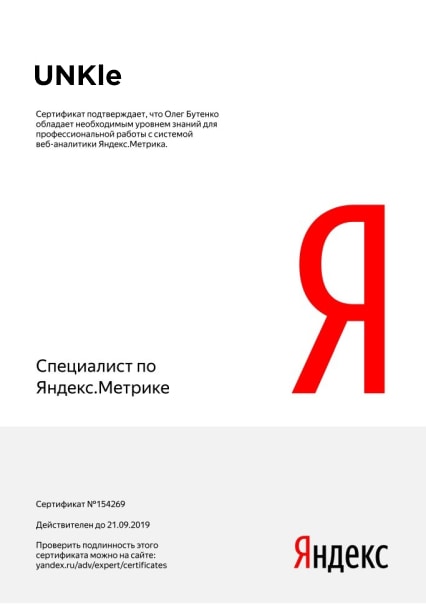 UNKle
Сертификат подтверждает, что Олег Бутенко
обладает необходимым уровнем знаний для
профессиональной работы с системой
веб-аналитики Яндекс.Метрика.
Я
Специалист по
Яндекс.Метрике
Сертификат №154269
Действителен до 21.09.2019
Проверить подлинность этого
сертификата можно на сайте:
yandex.ru/adv/expert/certificates
Яндекс